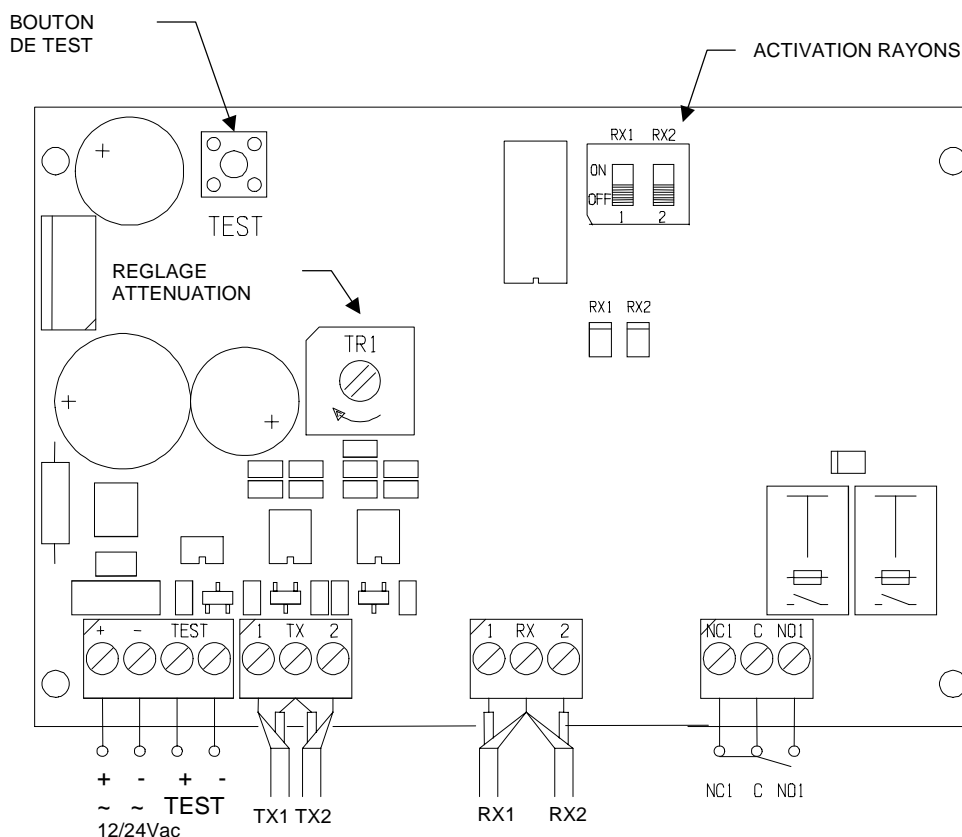 BOUTON
DE TEST
ACTIVATION RAYONS
RX1 RX2
ON
OFF
1 2
+
TEST
REGLAGE
ATTENUATION
RX1 RX2
TR1
+ +
+ - TEST
1 TX 2
1 RX 2
NC1 C NO1
+ - + -
~ ~ TEST
12/24Vac
TX1 TX2
RX1 RX2
NC1 C NO1